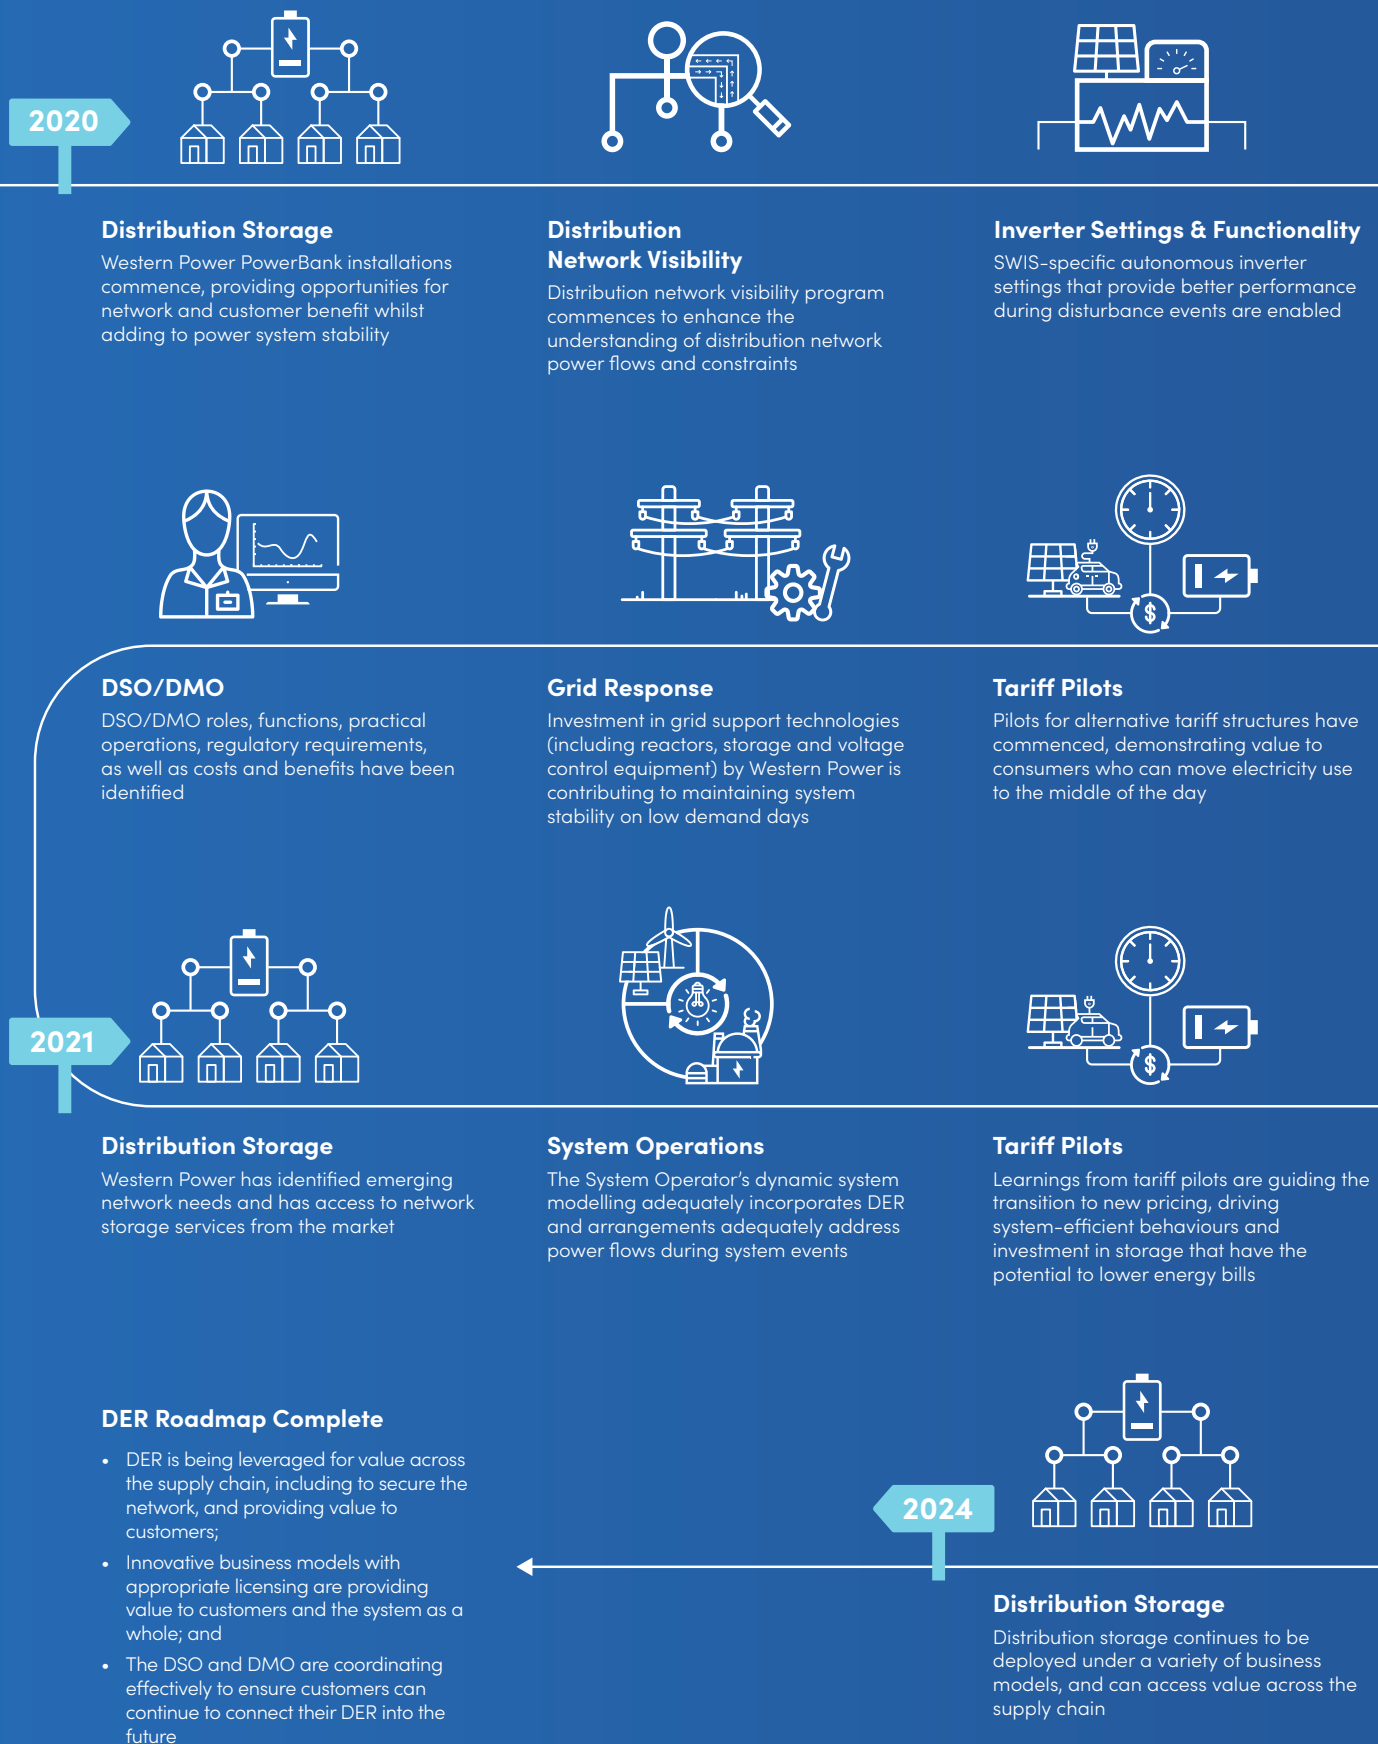 2020
Distribution Storage
Western Power PowerBank installations
commence, providing opportunities for
network and customer benefit whilst
adding to power system stability
Distribution
Network Visibility
Distribution network visibility program
commences to enhance the
understanding of distribution network
power flows and constraints
Inverter Settings & Functionality
SWIS-specific autonomous inverter
settings that provide better performance
during disturbance events are enabled
DSO/DMO
DSO/DMO roles, functions, practical
operations, regulatory requirements,
as well as costs and benefits have been
identified
Grid Response
Investment in grid support technologies
(including reactors, storage and voltage
control equipment) by Western Power is
contributing to maintaining system
stability on low demand days
$
Tariff Pilots
Pilots for alternative tariff structures have
commenced, demonstrating value to
consumers who can move electricity use
to the middle of the day
2021
Distribution Storage
Western Power has identified emerging
network needs and has access to network
storage services from the market
System Operations
The System Operator's dynamic system
modelling adequately incorporates DER
and arrangements adequately address
power flows during system events
$
Tariff Pilots
Learnings from tariff pilots are guiding the
transition to new pricing, driving
system-efficient behaviours and
investment in storage that have the
potential to lower energy bills
2024
Distribution Storage
Distribution storage continues to be
deployed under a variety of business
models, and can access value across the
supply chain
DER Roadmap Complete
• DER is being leveraged for value across
the supply chain, including to secure the
network, and providing value to
customers;
• Innovative business models with
appropriate licensing are providing
value to customers and the system as a
whole; and
• The DSO and DMO are coordinating
effectively to ensure customers can
continue to connect their DER into the
future